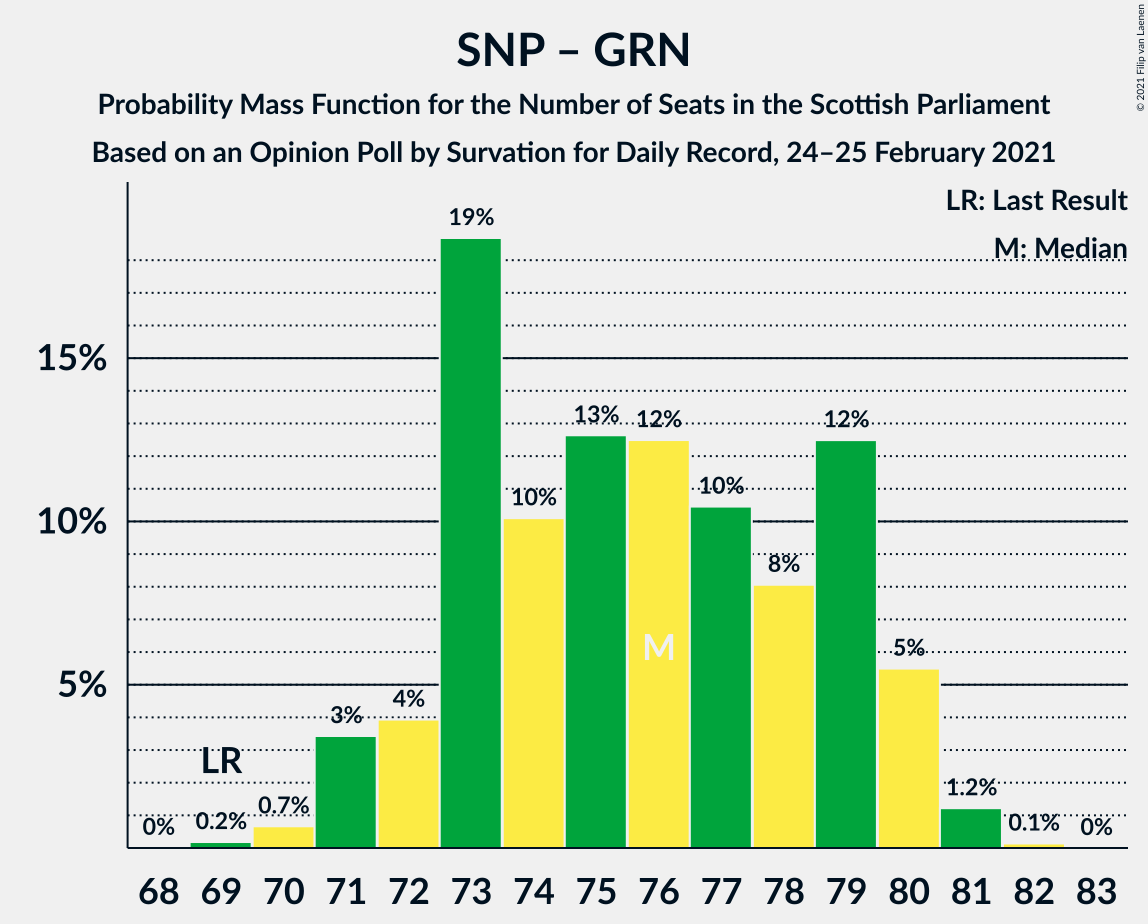 SNP – GRN
Probability Mass Function for the Number of Seats in the Scottish Parliament
Based on an Opinion Poll by Survation for Daily Record, 24–25 February 2021
© 2021 Filip van Laenen
LR: Last Result
M: Median
15%
10%
5%
0%
0.2%
0.7%
3%
4%
19%
10%
13%
12%
10%
8%
12%
5%
1.2%
0.1%
0%
LR
M
68 69 70 71 72 73 74 75 76 77 78 79 80 81 82 83